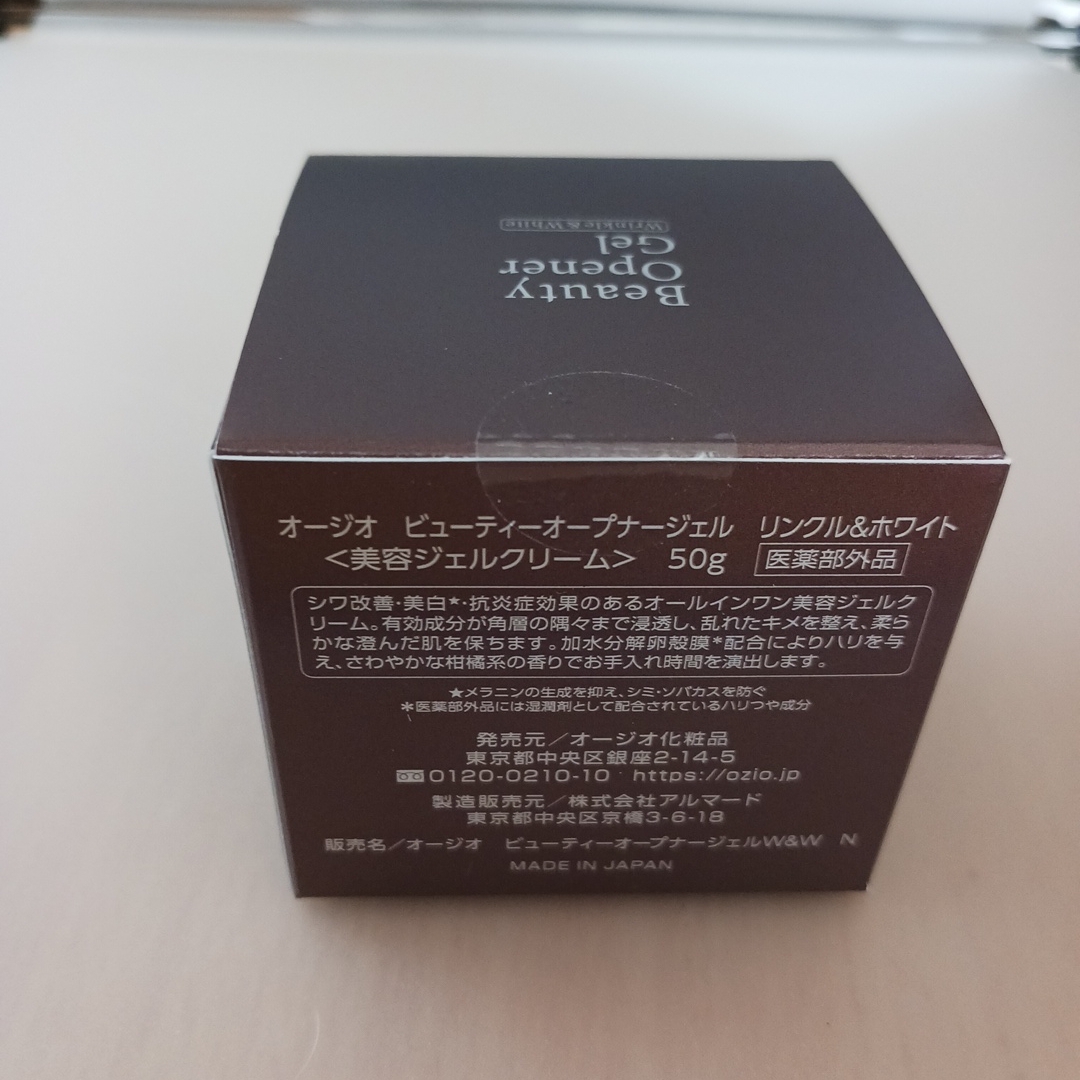 Beauty
Opener
Gel
Wrinkle&White
オージオ ビューティーオープナージェル リンクル&ホワイト
<美容ジェルクリーム> 50g 医薬部外品
シワ改善・美白★・抗炎症効果のあるオールインワン美容ジェルク
リーム。有効成分が角層の隅々まで浸透し、乱れたキメを整え、柔ら
かな澄んだ肌を保ちます。加水分解卵殻膜*配合によりハリを与
え、さわやかな柑橘系の香りでお手入れ時間を演出します。
★メラニンの生成を抑え、シミ・ソバカスを防ぐ
*医薬部外品には湿潤剤として配合されているハリつや成分
発売元/オージオ化粧品
東京都中央区銀座2-14-5
0120-0210-10 https://ozio.jp
製造販売元/株式会社アルマード
東京都中央区京橋3-6-18
販売名/オージオ ビューティーオープナージェルW&W N
MADE IN JAPAN